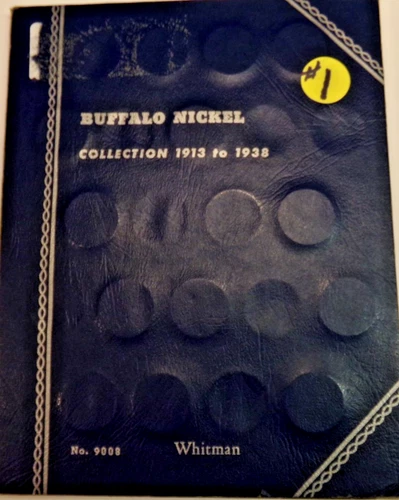 #1
BUFFALO NICKEL
COLLECTION 1913 to 1938
No. 9008 Whitman